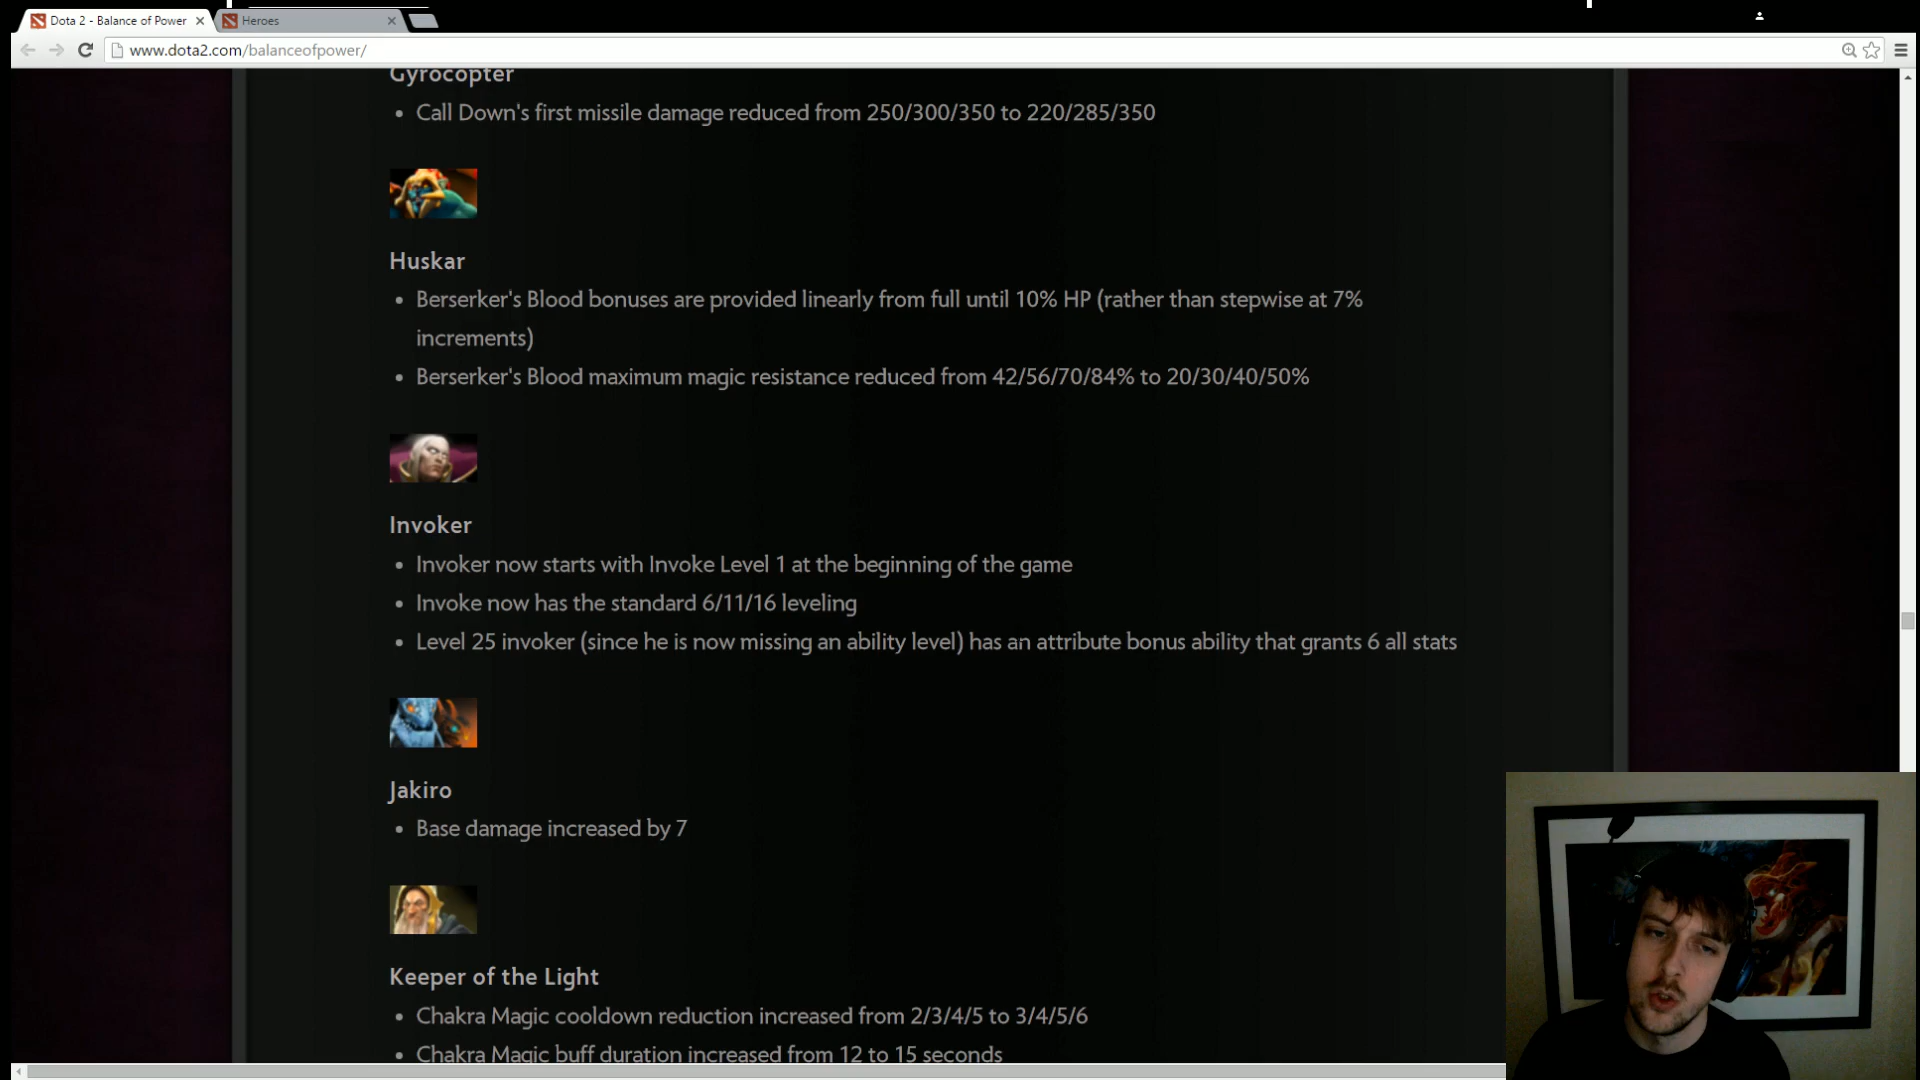 Dota 2 - Balance of Power
Heroes
www.dota2.com/balanceofpower/
Gyrocopter
• Call Down's first missile damage reduced from 250/300/350 to 220/285/350
Huskar
• Berserker's Blood bonuses are provided linearly from full until 10% HP (rather than stepwise at 7%
increments)
• Berserker's Blood maximum magic resistance reduced from 42/56/70/84% to 20/30/40/50%
Invoker
• Invoker now starts with Invoke Level 1 at the beginning of the game
• Invoke now has the standard 6/11/16 leveling
• Level 25 invoker (since he is now missing an ability level) has an attribute bonus ability that grants 6 all stats
Jakiro
• Base damage increased by 7
Keeper of the Light
• Chakra Magic cooldown reduction increased from 2/3/4/5 to 3/4/5/6
• Chakra Magic buff duration increased from 12 to 15 seconds